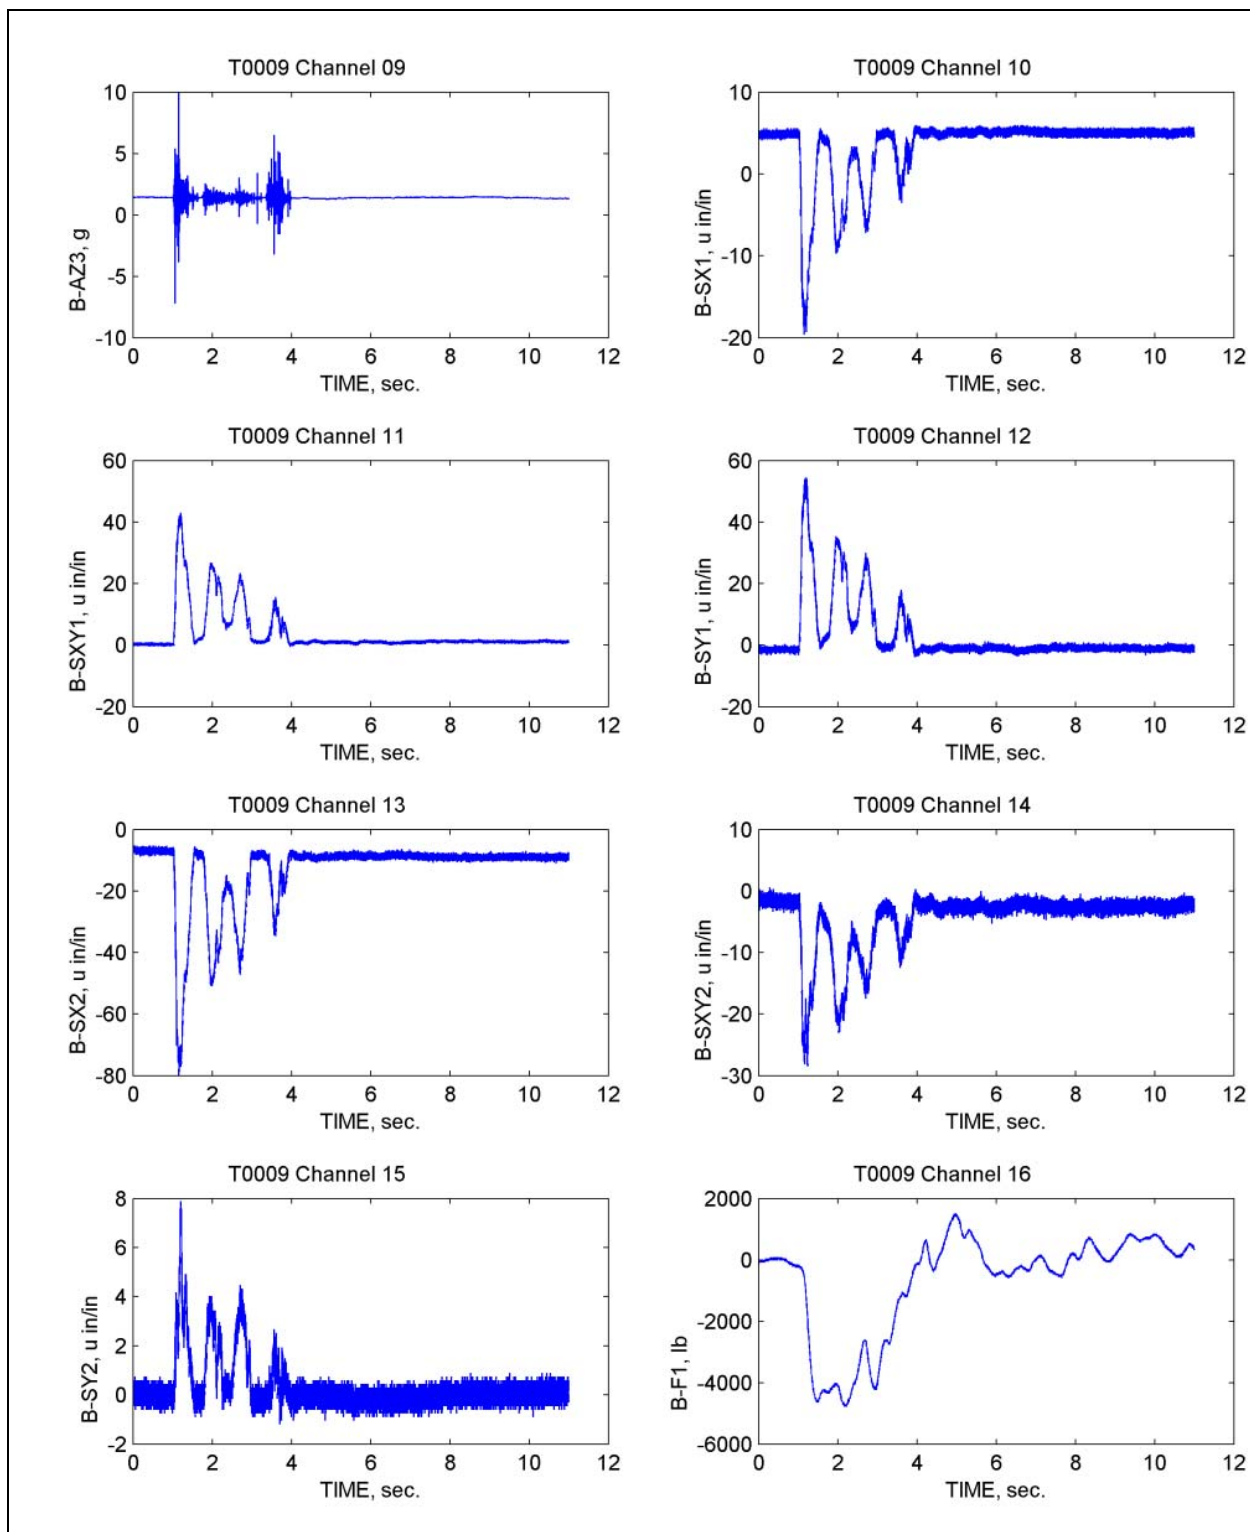 T0009 Channel 09
10
5
0
-5
-10
B-AZ3, g
0 2 4 6 8 10 12
TIME, sec.
T0009 Channel 10
10
0
-10
-20
B-SX1, u in/in
0 2 4 6 8 10 12
TIME, sec.
T0009 Channel 11
60
40
20
0
-20
B-SXY1, u in/in
0 2 4 6 8 10 12
TIME, sec.
T0009 Channel 12
60
40
20
0
-20
B-SY1, u in/in
0 2 4 6 8 10 12
TIME, sec.
T0009 Channel 13
0
-20
-40
-60
-80
B-SX2, u in/in
0 2 4 6 8 10 12
TIME, sec.
T0009 Channel 14
10
0
-10
-20
-30
B-SXY2, u in/in
0 2 4 6 8 10 12
TIME, sec.
T0009 Channel 15
8
6
4
2
0
-2
B-SY2, u in/in
0 2 4 6 8 10 12
TIME, sec.
T0009 Channel 16
2000
0
-2000
-4000
-6000
B-F1, lb
0 2 4 6 8 10 12
TIME, sec.